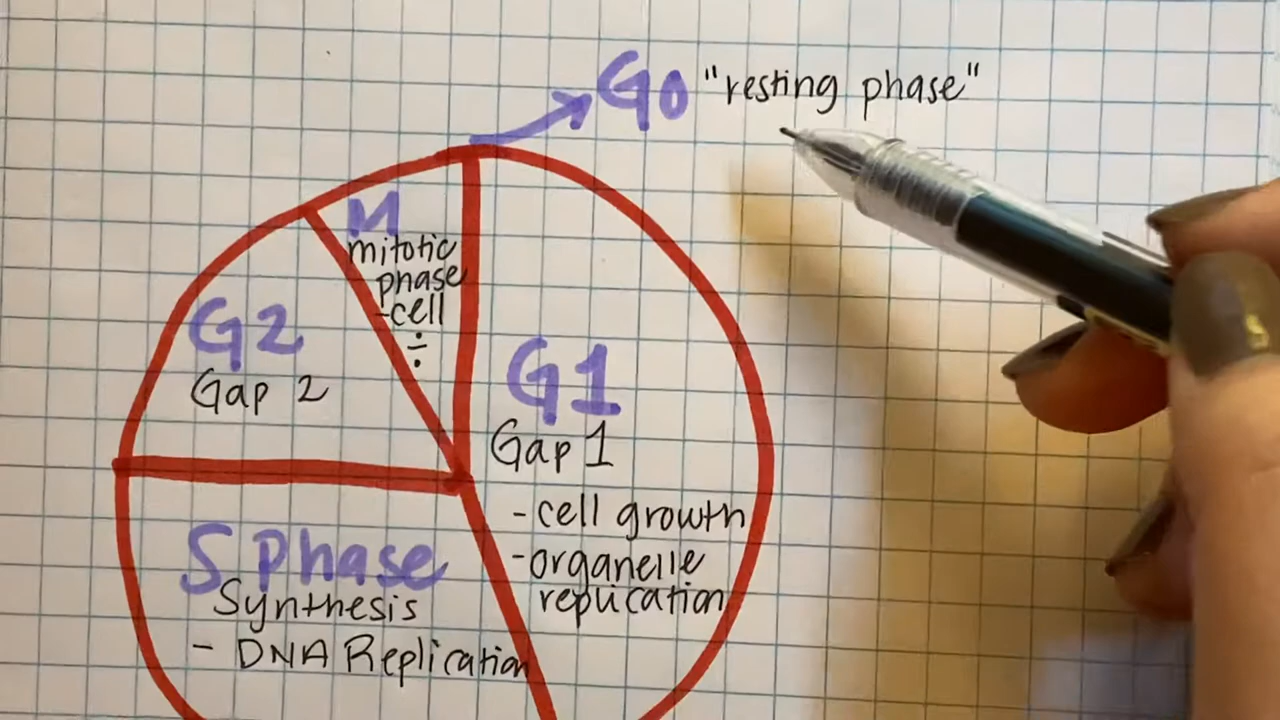 G0 "resting phase"
M
mitotic
phase
-cell
÷
G2
Gap 2
G1
Gap 1
- cell growth
- organelle
replication
S phase
Synthesis
- DNA Replication